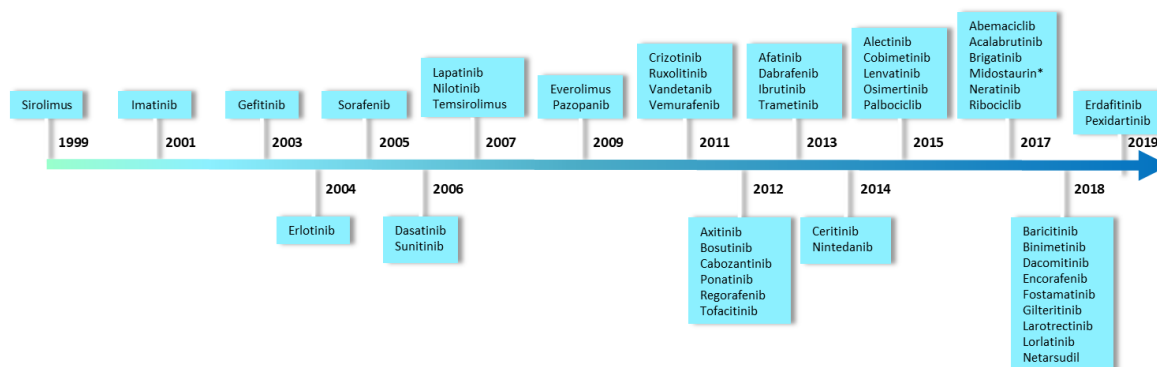 Sirolimus
1999
Imatinib
2001
Gefitinib
2003
Erlotinib
2004
Sorafenib
2005
Dasatinib
Sunitinib
2006
Lapatinib
Nilotinib
Temsirolimus
2007
Everolimus
Pazopanib
2009
Crizotinib
Ruxolitinib
Vandetanib
Vemurafenib
2011
2012
Axitinib
Bosutinib
Cabozantinib
Ponatinib
Regorafenib
Tofacitinib
Afatinib
Dabrafenib
Ibrutinib
Trametinib
2013
2014
Ceritinib
Nintedanib
Alectinib
Cobimetinib
Lenvatinib
Osimertinib
Palbociclib
2015
Abemaciclib
Acalabrutinib
Brigatinib
Midostaurin*
Neratinib
Ribociclib
2017
2018
Baricitinib
Binimetinib
Dacomitinib
Encorafenib
Fostamatinib
Gilteritinib
Larotrectinib
Lorlatinib
Netarsudil
Erdafitinib
Pexidartinib
2019